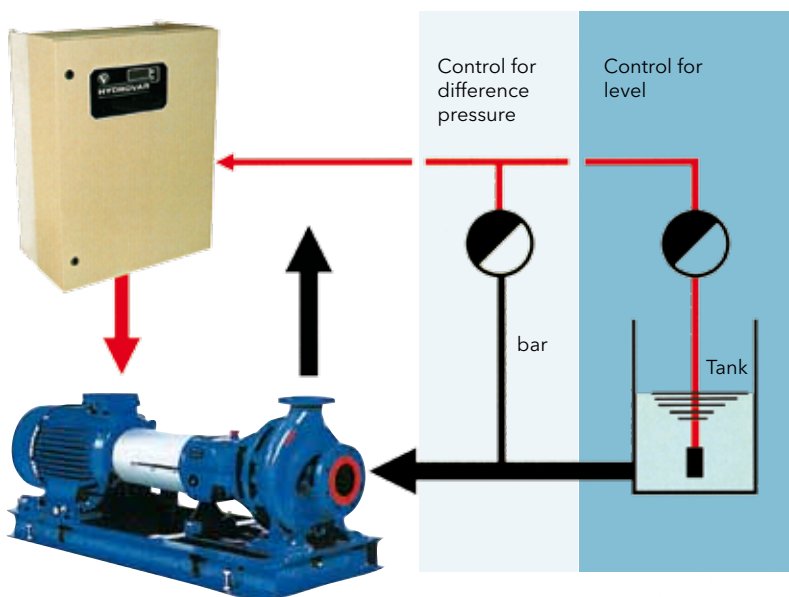 HYDROVAR
Control for
difference
pressure
Control for
level
bar
Tank